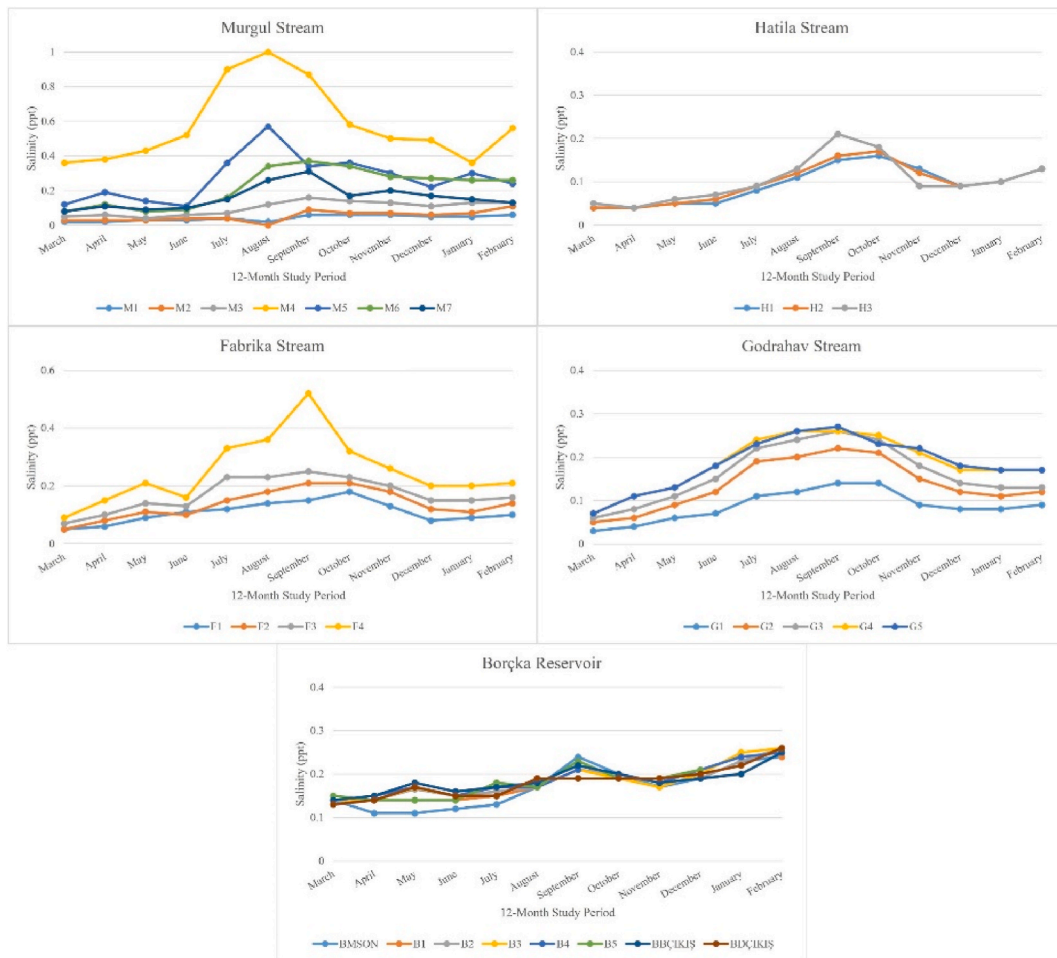 Murgul Stream
Salinity (ppt)
1
0.8
0.6
0.4
0.2
0
March April May June July August September October November December January February
12-Month Study Period
M1 M2 M3 M4 M5 M6 M7
Hatila Stream
Salinity (ppt)
0.4
0.3
0.2
0.1
0
March April May June July August September October November December January February
12-Month Study Period
H1 H2 H3
Fabrika Stream
Salinity (ppt)
0.6
0.4
0.2
0
March April May June July August September October November December January February
12-Month Study Period
F1 F2 F3 F4
Godrahav Stream
Salinity (ppt)
0.4
0.3
0.2
0.1
0
March April May June July August September October November December January February
12-Month Study Period
G1 G2 G3 G4 G5
Borçka Reservoir
Salinity (ppt)
0.4
0.3
0.2
0.1
0
March April May June July August September October November December January February
12-Month Study Period
BMSON B1 B2 B3 B4 B5 BBÇIKIŞ BDÇIKIŞ